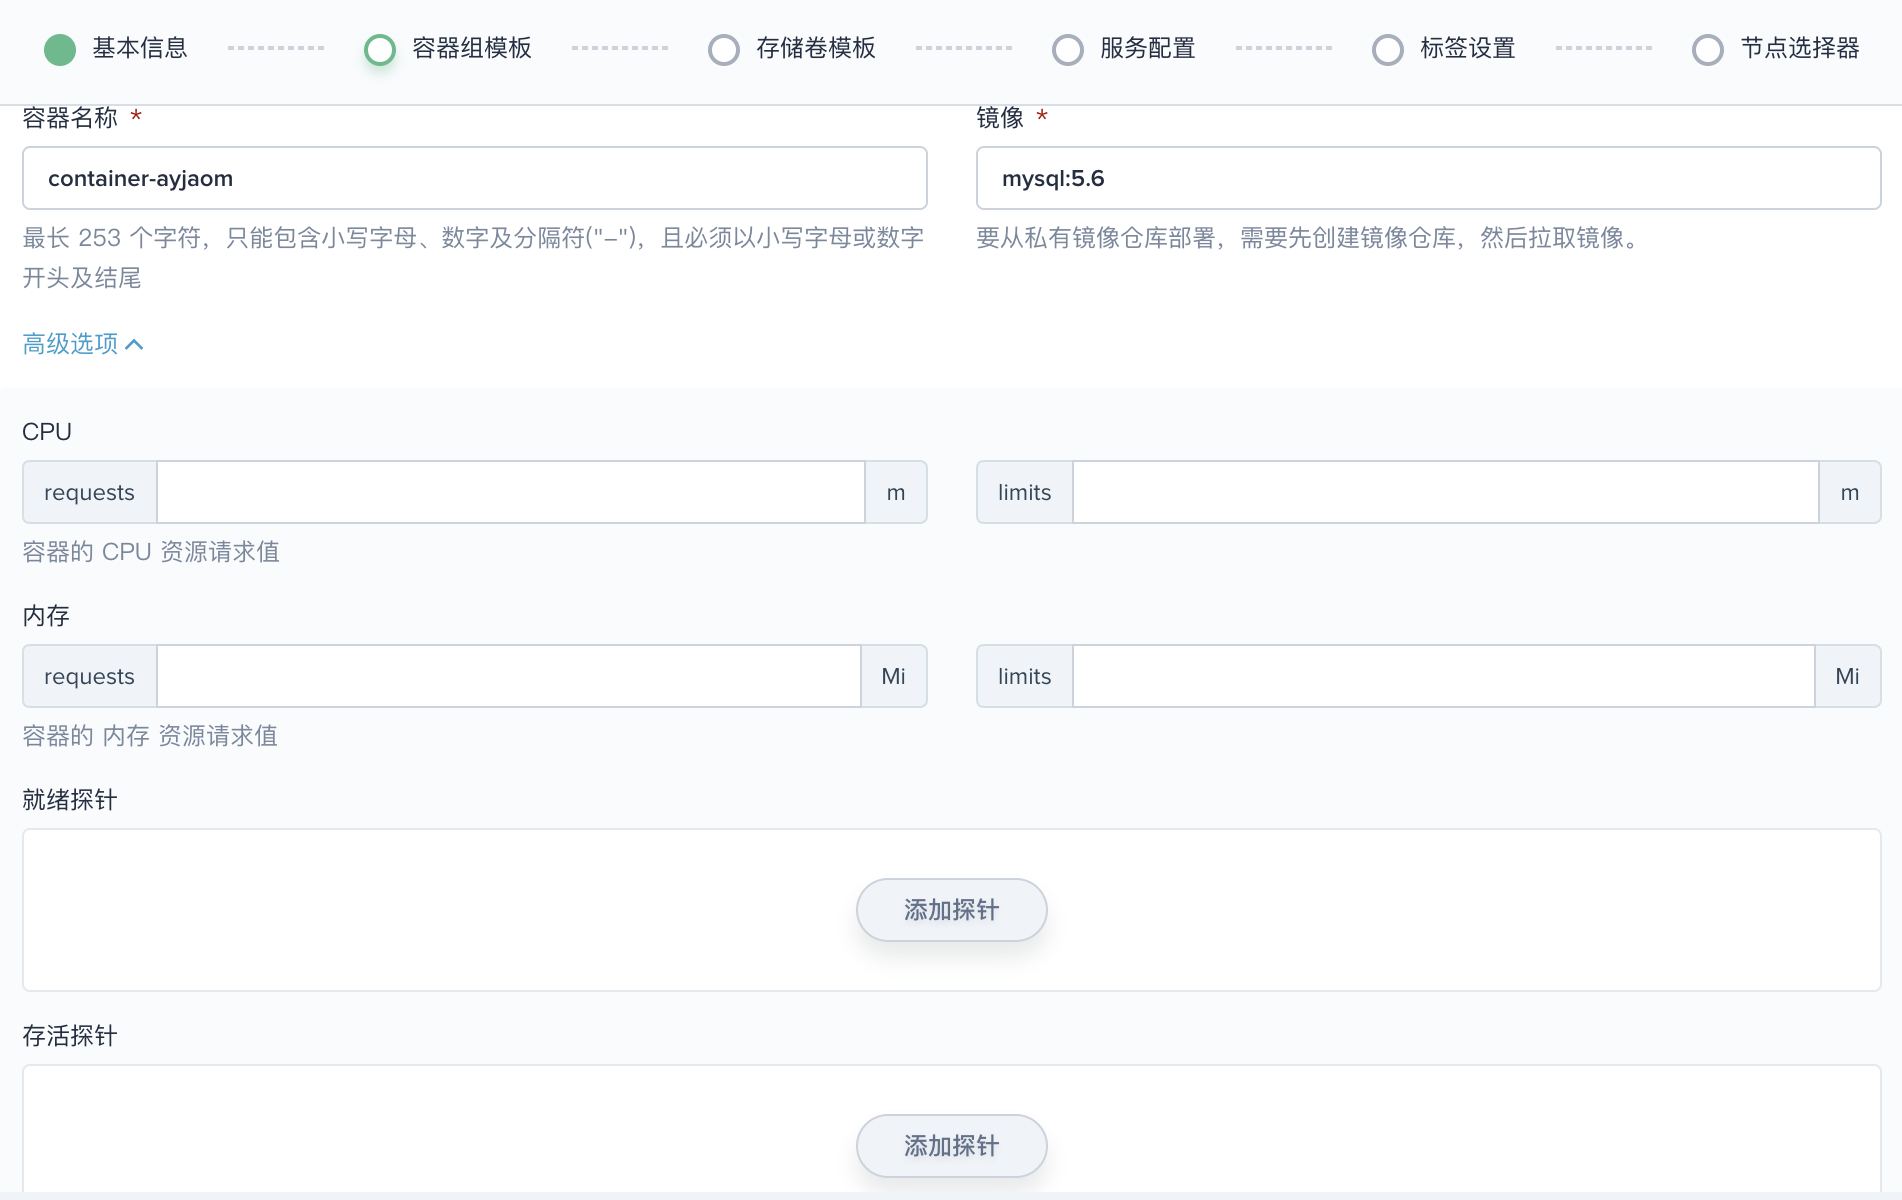 基本信息
容器组模板
存储卷模板
服务配置
标签设置
节点选择器
容器名称 *
镜像 *
container-ayjaom
mysql:5.6
最长 253 个字符，只能包含小写字母、数字及分隔符("-")，且必须以小写字母或数字
开头及结尾
要从私有镜像仓库部署，需要先创建镜像仓库，然后拉取镜像。
高级选项
CPU
requests
m
limits
m
容器的 CPU 资源请求值
内存
requests
Mi
limits
Mi
容器的 内存 资源请求值
就绪探针
添加探针
存活探针
添加探针